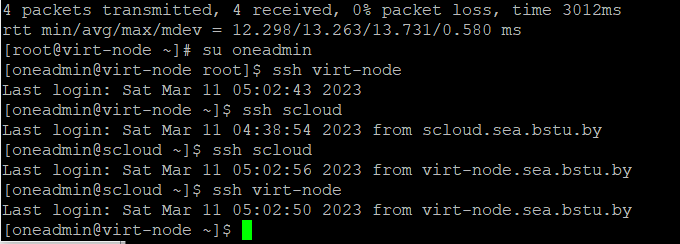 4 packets transmitted, 4 received, 0% packet loss, time 3012ms
rtt min/avg/max/mdev = 12.298/13.263/13.731/0.580 ms
[root@virt-node ~]# su oneadmin
[oneadmin@virt-node root]$ ssh virt-node
Last login: Sat Mar 11 05:02:43 2023
[oneadmin@virt-node ~]$ ssh scloud
Last login: Sat Mar 11 04:38:54 2023 from scloud.sea.bstu.by
[oneadmin@scloud ~]$ ssh scloud
Last login: Sat Mar 11 05:02:56 2023 from virt-node.sea.bstu.by
[oneadmin@scloud ~]$ ssh virt-node
Last login: Sat Mar 11 05:02:50 2023 from virt-node.sea.bstu.by
[oneadmin@virt-node ~]$